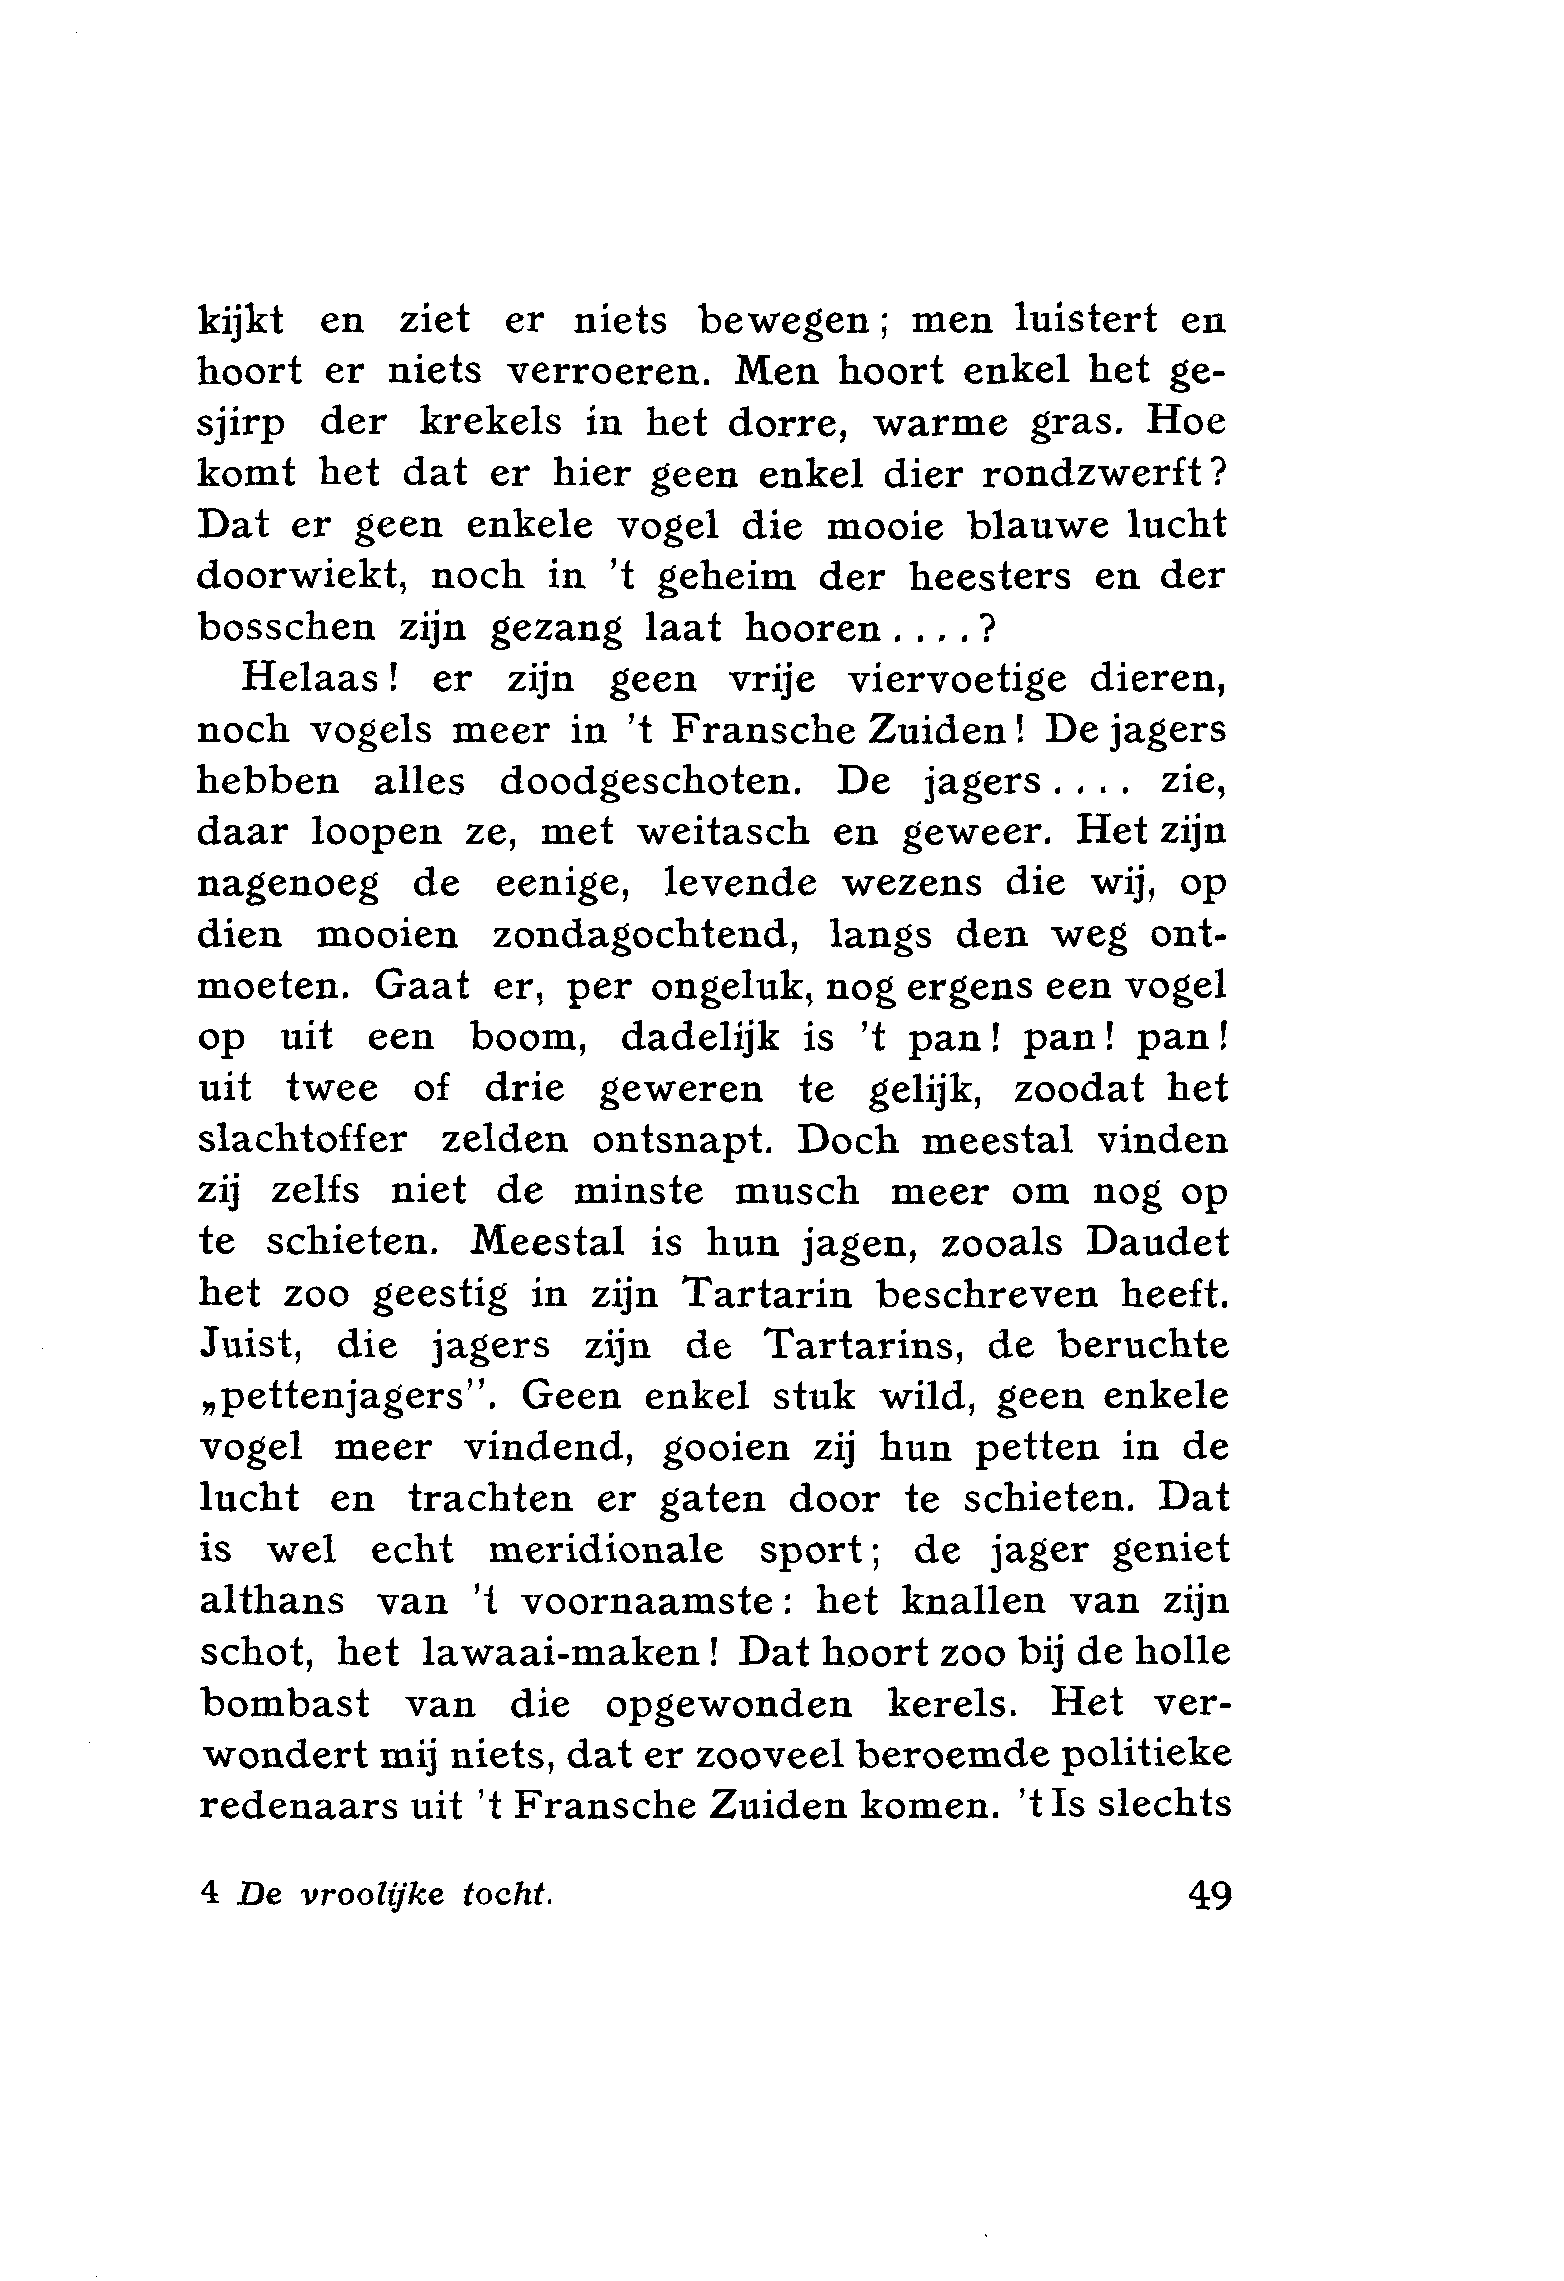 kijkt en ziet er niets bewegen; men luistert en
hoort er niets verroeren. Men hoort enkel het ge-
sjirp der krekels in het dorre, warme gras. Hoe
komt het dat er hier geen enkel dier rondzwerft?
Dat er geen enkele vogel die mooie blauwe lucht
doorwiekt, noch in 't geheim der heesters en der
bosschen zijn gezang laat hooren....?
Helaas! er zijn geen vrije viervoetige dieren,
noch vogels meer in 't Fransche Zuiden! De jagers
hebben alles doodgeschoten. De jagers.... zie,
daar loopen ze, met weitasch en geweer. Het zijn
nagenoeg de eenige, levende wezens die wij, op
dien mooien zondagochtend, langs den weg ont-
moeten. Gaat er, per ongeluk, nog ergens een vogel
op uit een boom, dadelijk is 't pan! pan! pan!
uit twee of drie geweren te gelijk, zoodat het
slachtoffer zelden ontsnapt. Doch meestal vinden
zij zelfs niet de minste musch meer om nog op
te schieten. Meestal is hun jagen, zooals Daudet
het zoo geestig in zijn Tartarin beschreven heeft.
Juist, die jagers zijn de Tartarins, de beruchte
„pettenjagers”. Geen enkel stuk wild, geen enkele
vogel meer vindend, gooien zij hun petten in de
lucht en trachten er gaten door te schieten. Dat
is wel echt meridionale sport; de jager geniet
althans van 't voornaamste: het knallen van zijn
schot, het lawaai-maken! Dat hoort zoo bij de holle
bombast van die opgewonden kerels. Het ver-
wondert mij niets, dat er zooveel beroemde politieke
redenaars uit 't Fransche Zuiden komen. 't Is slechts
4 De vroolijke tocht. 49